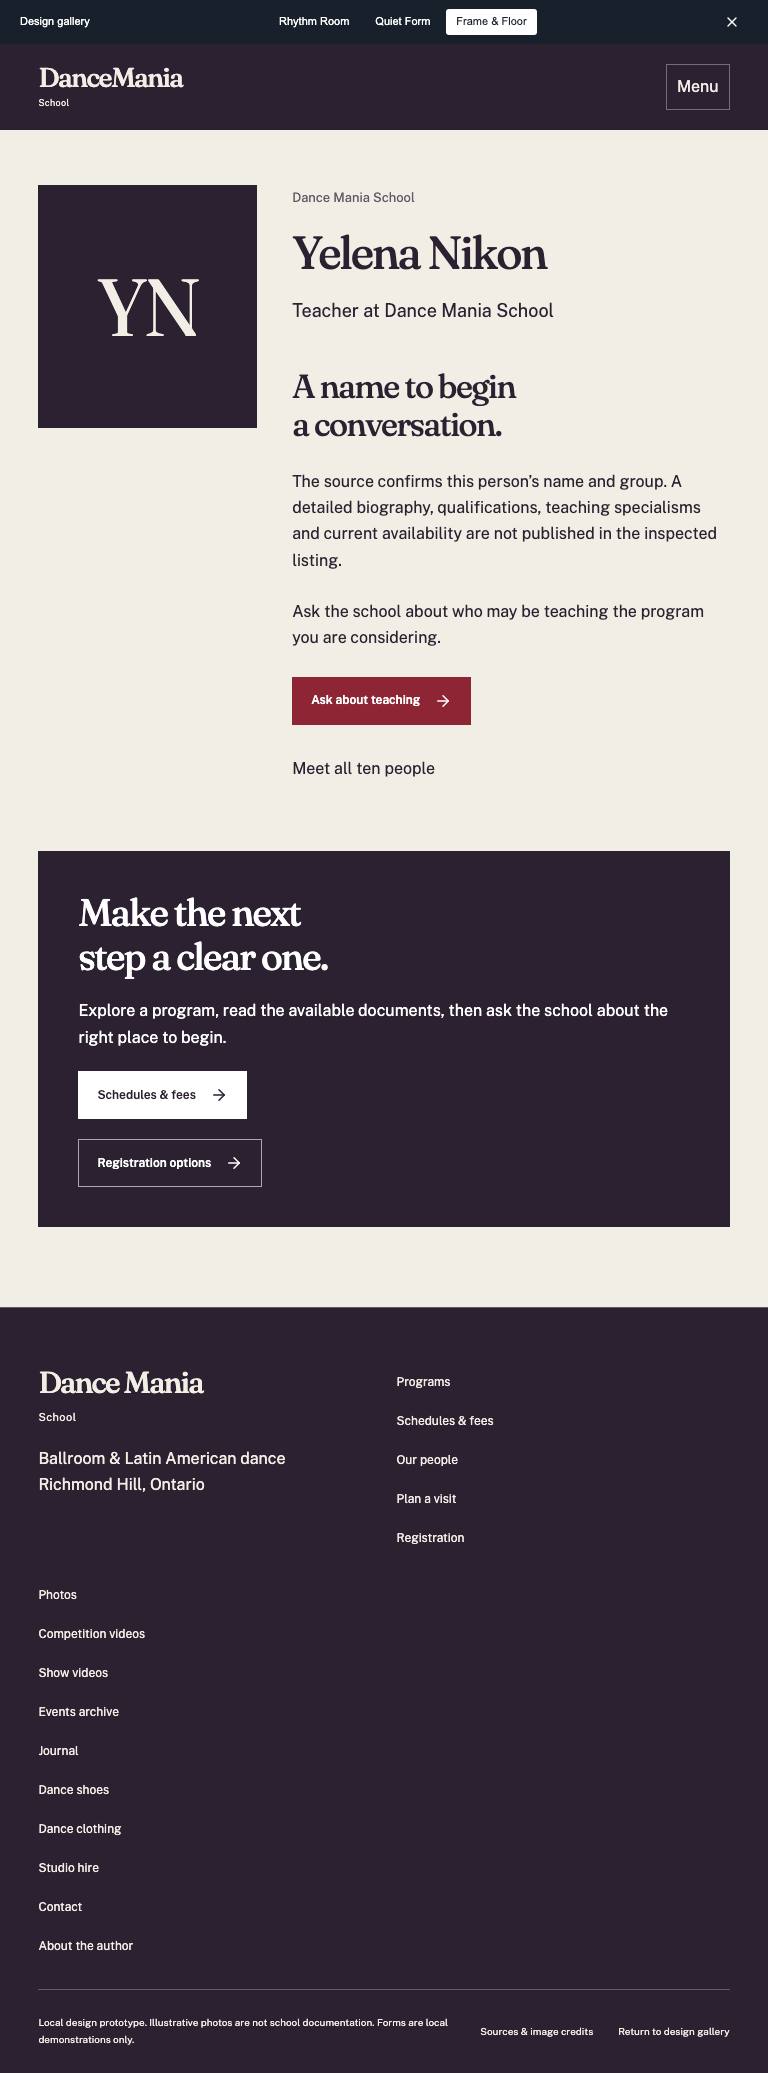 Design gallery
Rhythm Room
Quiet Form
Frame & Floor
DanceMania
School
Menu
YN
Dance Mania School
Yelena Nikon
Teacher at Dance Mania School
A name to begin
a conversation.
The source confirms this person’s name and group. A
detailed biography, qualifications, teaching specialisms
and current availability are not published in the inspected
listing.
Ask the school about who may be teaching the program
you are considering.
Ask about teaching
Meet all ten people
Make the next
step a clear one.
Explore a program, read the available documents, then ask the school about the
right place to begin.
Schedules & fees
Registration options
Dance Mania
School
Ballroom & Latin American dance
Richmond Hill, Ontario
Programs
Schedules & fees
Our people
Plan a visit
Registration
Photos
Competition videos
Show videos
Events archive
Journal
Dance shoes
Dance clothing
Studio hire
Contact
About the author
Local design prototype. Illustrative photos are not school documentation. Forms are local
demonstrations only.
Sources & image credits
Return to design gallery